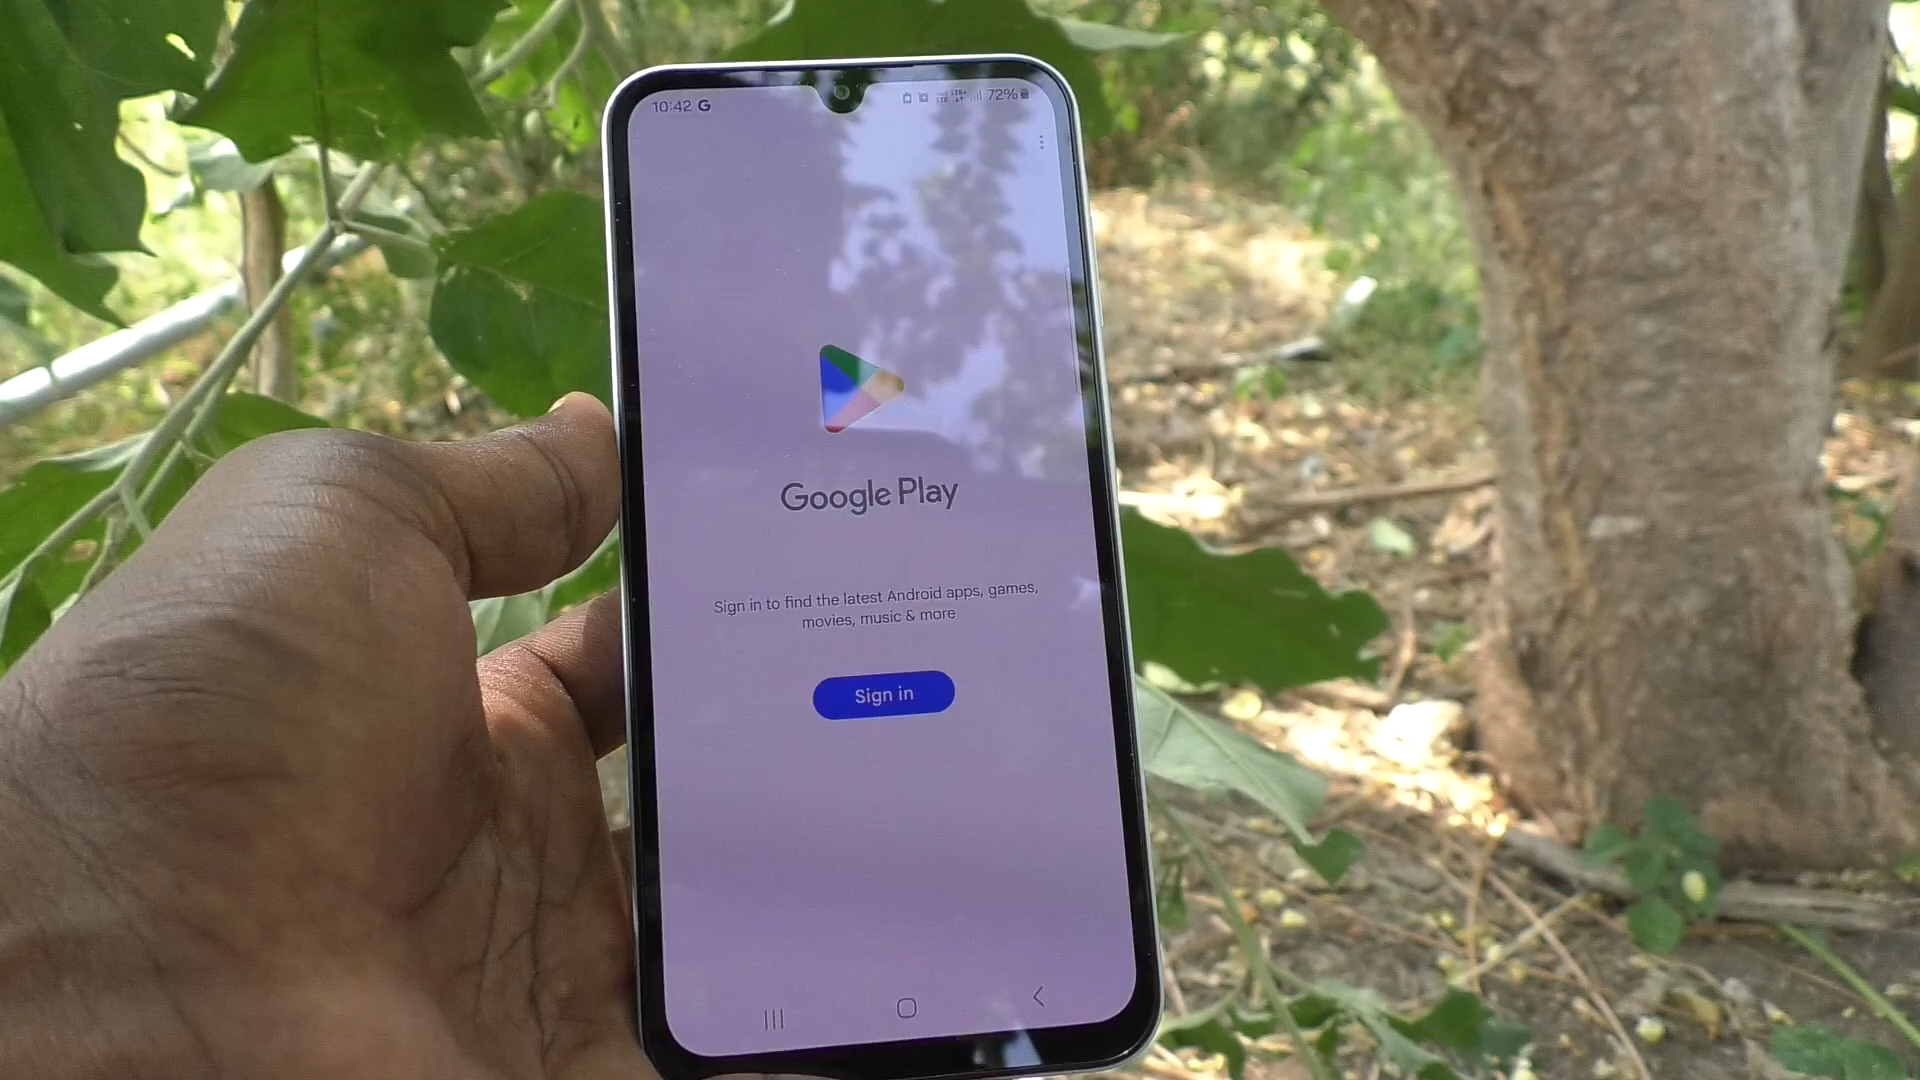 10:42 G
72%
Google Play
Sign in to find the latest Android apps, games,
movies, music & more
Sign in